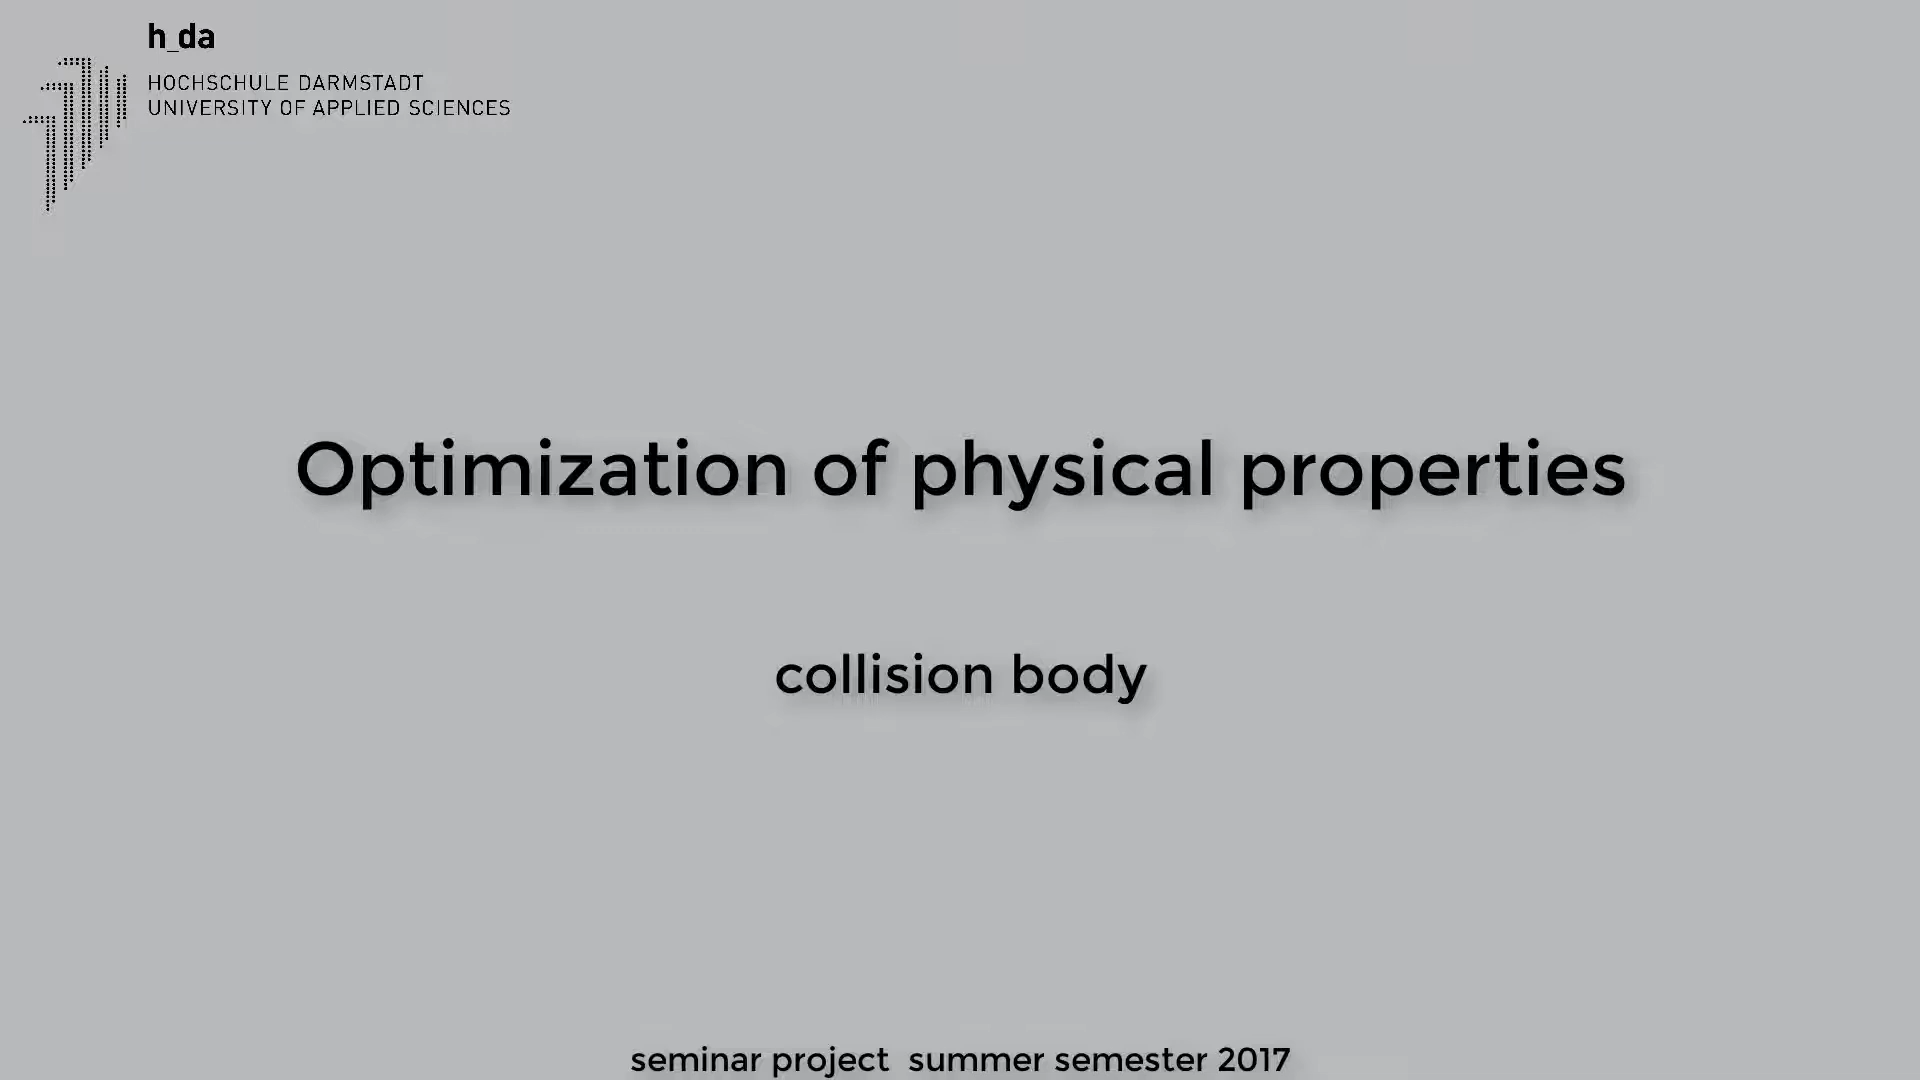 h_da
HOCHSCHULE DARMSTADT
UNIVERSITY OF APPLIED SCIENCES
Optimization of physical properties
collision body
seminar project summer semester 2017